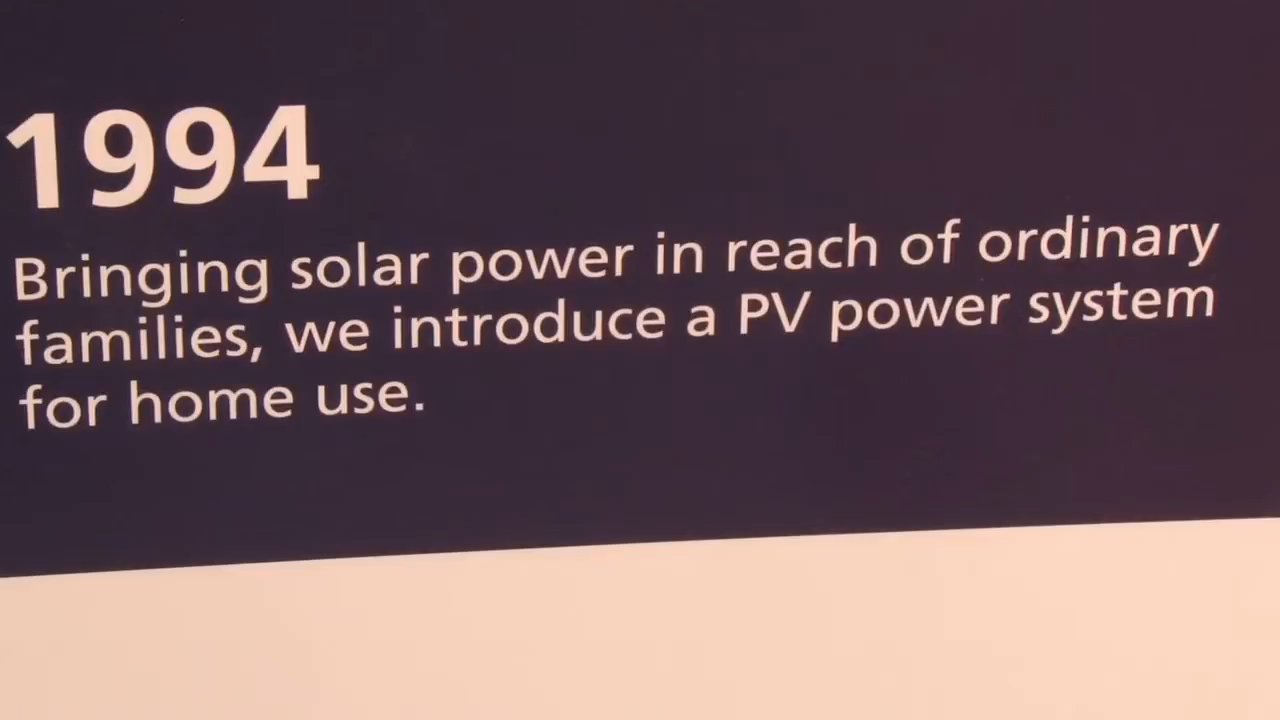 1994
Bringing solar power in reach of ordinary
families, we introduce a PV power system
for home use.